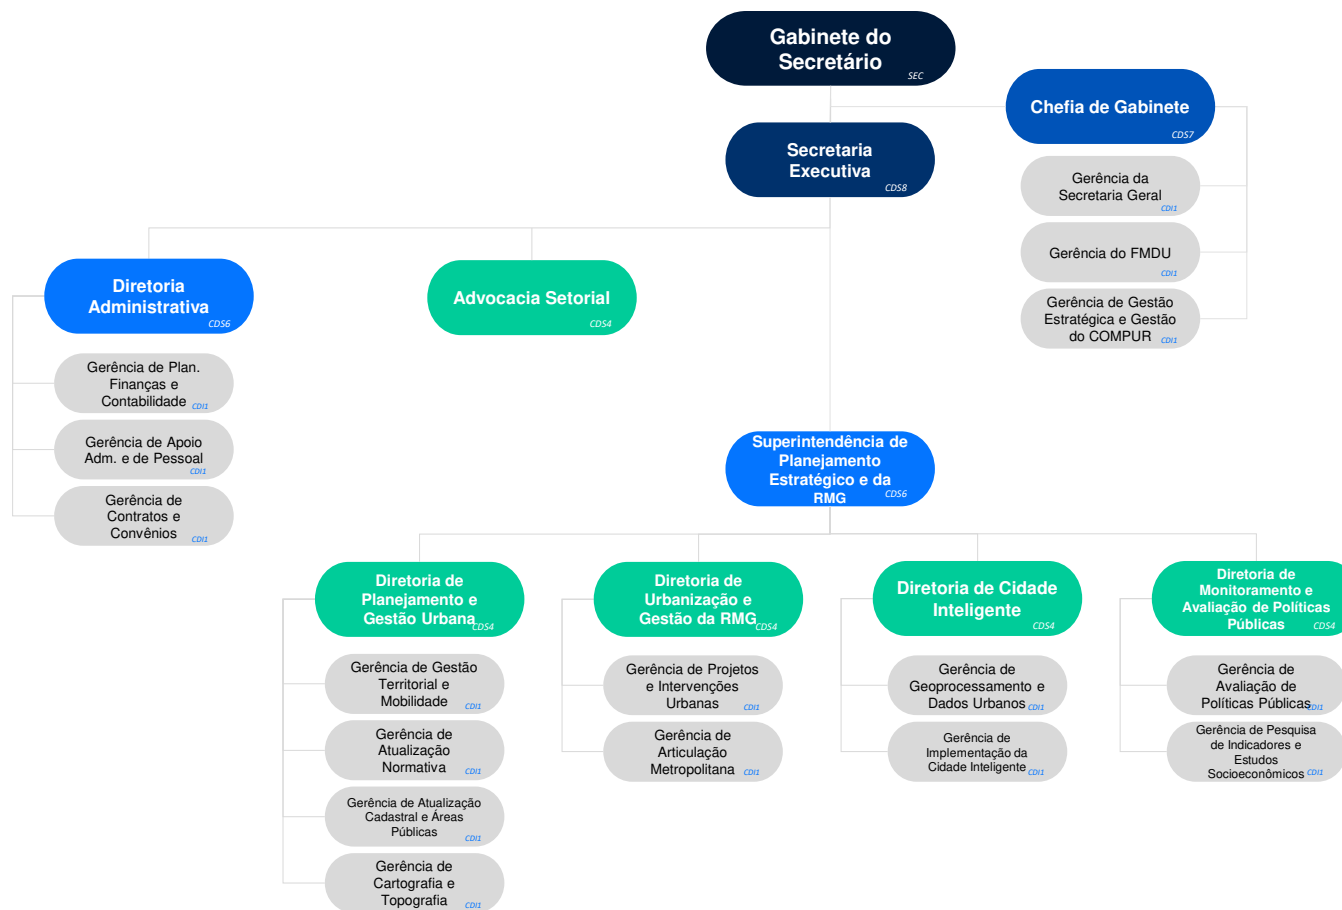 Gabinete do
Secretário
SEC
Chefia de Gabinete
CDS7
Secretaria
Executiva
CDS8
Gerência da
Secretaria Geral
CDI1
Gerência do FMDU
CDI1
Gerência de Gestão
Estratégica e Gestão
do COMPUR
CDI1
Diretoria
Administrativa
CDS6
Advocacia Setorial
CDS4
Gerência de Plan.
Finanças e
Contabilidade
CDI1
Gerência de Apoio
Adm. e de Pessoal
CDI1
Gerência de
Contratos e
Convênios
CDI1
Superintendência de
Planejamento
Estratégico e da
RMG
CDS6
Diretoria de
Planejamento e
Gestão Urbana
CDS4
Gerência de Gestão
Territorial e
Mobilidade
CDI1
Gerência de
Atualização
Normativa
CDI1
Gerência de Atualização
Cadastral e Áreas
Públicas
CDI1
Gerência de
Cartografia e
Topografia
CDI1
Diretoria de
Urbanização e
Gestão da RMG
CDS4
Gerência de Projetos
e Intervenções
Urbanas
CDI1
Gerência de
Articulação
Metropolitana
CDI1
Diretoria de Cidade
Inteligente
CDS4
Gerência de
Geoprocessamento e
Dados Urbanos
CDI1
Gerência de
Implementação da
Cidade Inteligente
CDI1
Diretoria de
Monitoramento e
Avaliação de Políticas
Públicas
CDS4
Gerência de
Avaliação de
Políticas Públicas
CDI1
Gerência de Pesquisa
de Indicadores e
Estudos
Socioeconômicos
CDI1